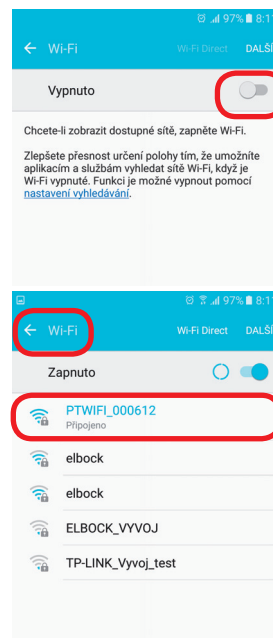 97% 8:1
Wi-Fi Wi-Fi Direct DALŠÍ
Vypnuto
Chcete-li zobrazit dostupné sítě, zapněte Wi-Fi.
Zlepšete přesnost určení polohy tím, že umožníte
aplikacím a službám vyhledat sítě Wi-Fi, když je
Wi-Fi vypnuté. Funkci je možné vypnout pomocí
nastavení vyhledávání.
97% 8:1
Wi-Fi Wi-Fi Direct DALŠÍ
Zapnuto
PTWIFI_000612
Připojeno
elbock
elbock
ELBOCK_VYVOJ
TP-LINK_Vyvoj_test